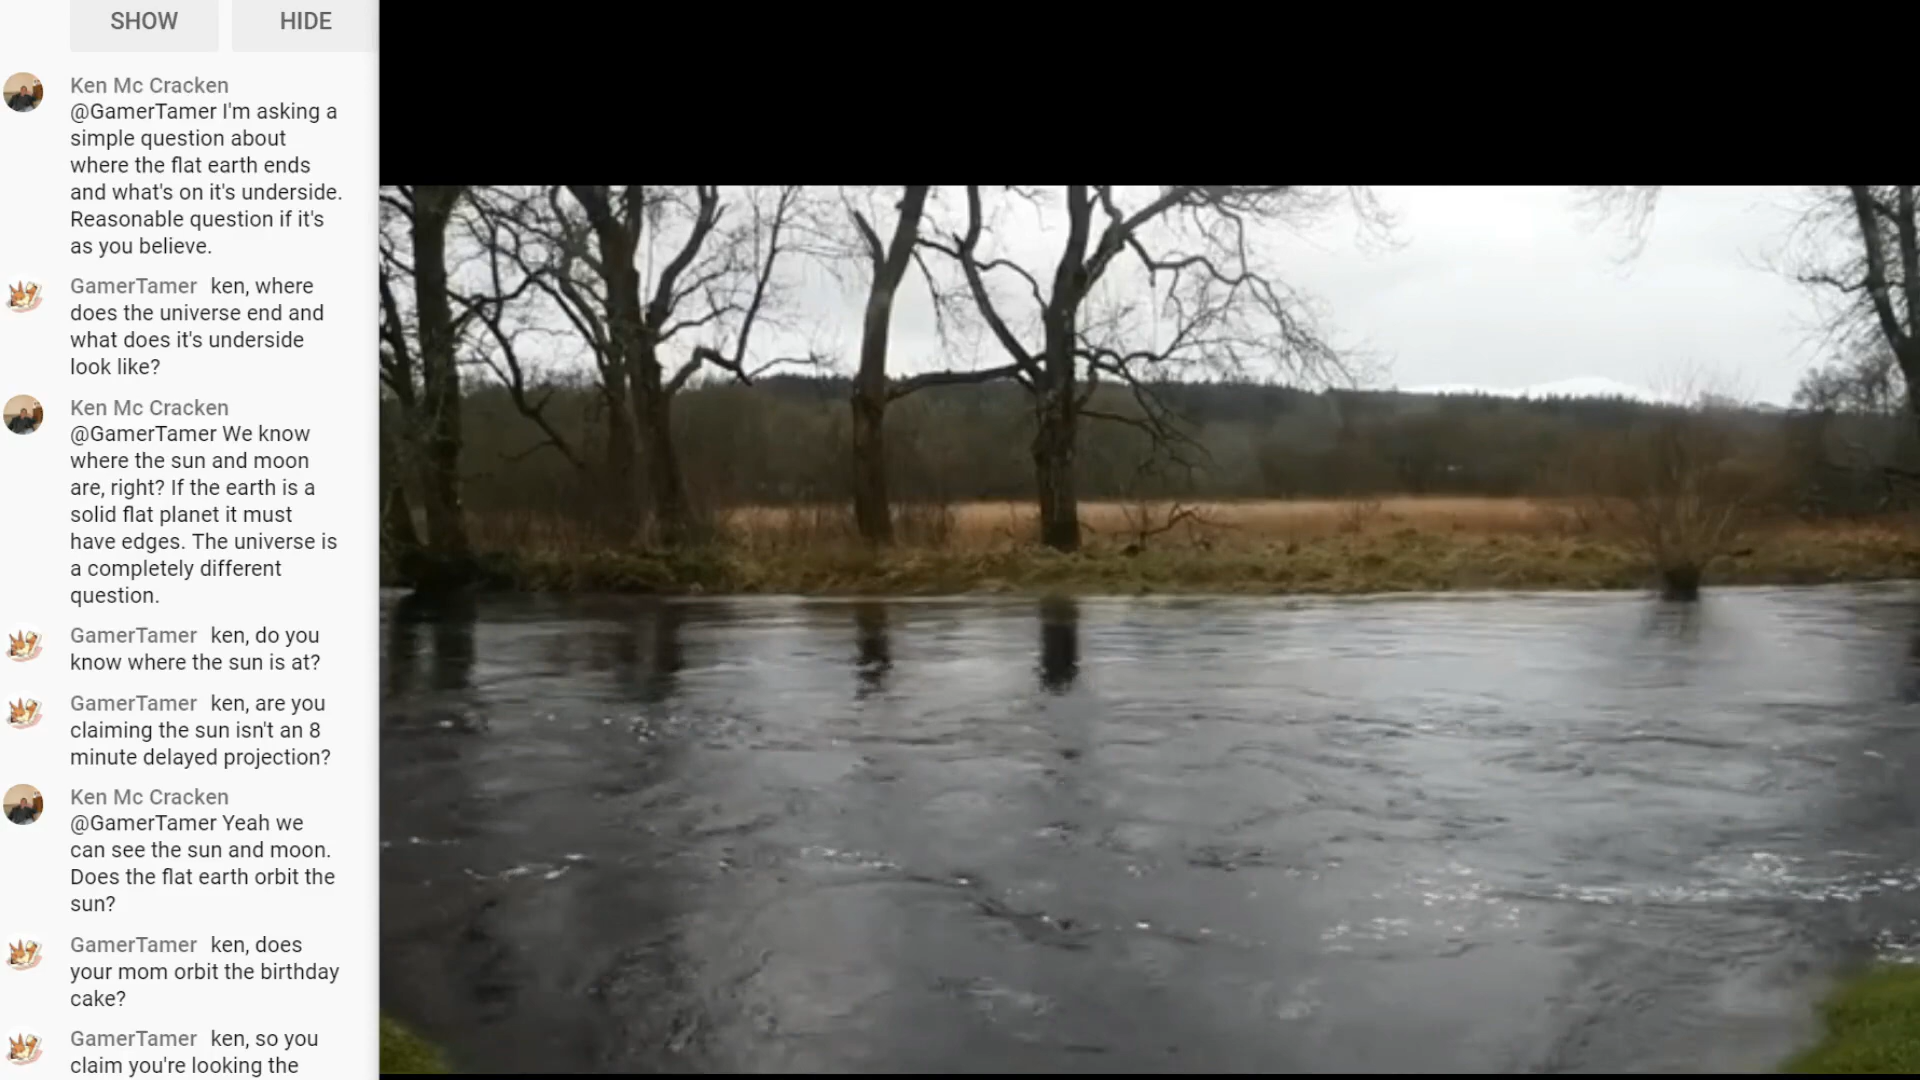 SHOW HIDE
Ken Mc Cracken
@GamerTamer I'm asking a
simple question about
where the flat earth ends
and what's on it's underside.
Reasonable question if it's
as you believe.
GamerTamer ken, where
does the universe end and
what does it's underside
look like?
Ken Mc Cracken
@GamerTamer We know
where the sun and moon
are, right? If the earth is a
solid flat planet it must
have edges. The universe is
a completely different
question.
GamerTamer ken, do you
know where the sun is at?
GamerTamer ken, are you
claiming the sun isn't an 8
minute delayed projection?
Ken Mc Cracken
@GamerTamer Yeah we
can see the sun and moon.
Does the flat earth orbit the
sun?
GamerTamer ken, does
your mom orbit the birthday
cake?
GamerTamer ken, so you
claim you're looking the